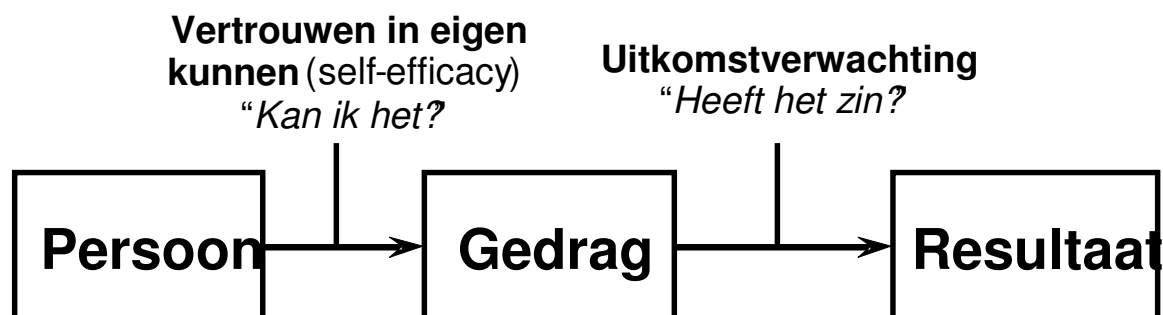 Vertrouwen in eigen
kunnen (self-efficacy)
“Kan ik het?”
Uitkomstverwachting
“Heeft het zin?”
Persoon
Gedrag
Resultaat